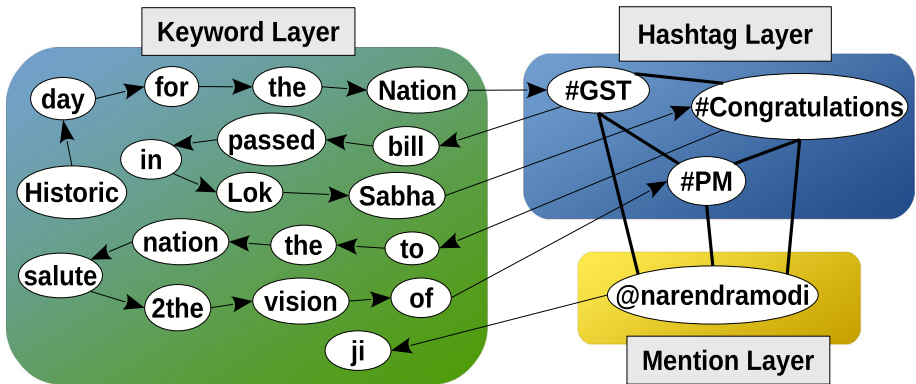 Keyword Layer
Hashtag Layer
day
for
the
Nation
#GST
#Congratulations
in
passed
bill
Historic
Lok
Sabha
#PM
nation
the
to
salute
2the
vision
of
@narendramodi
ji
Mention Layer